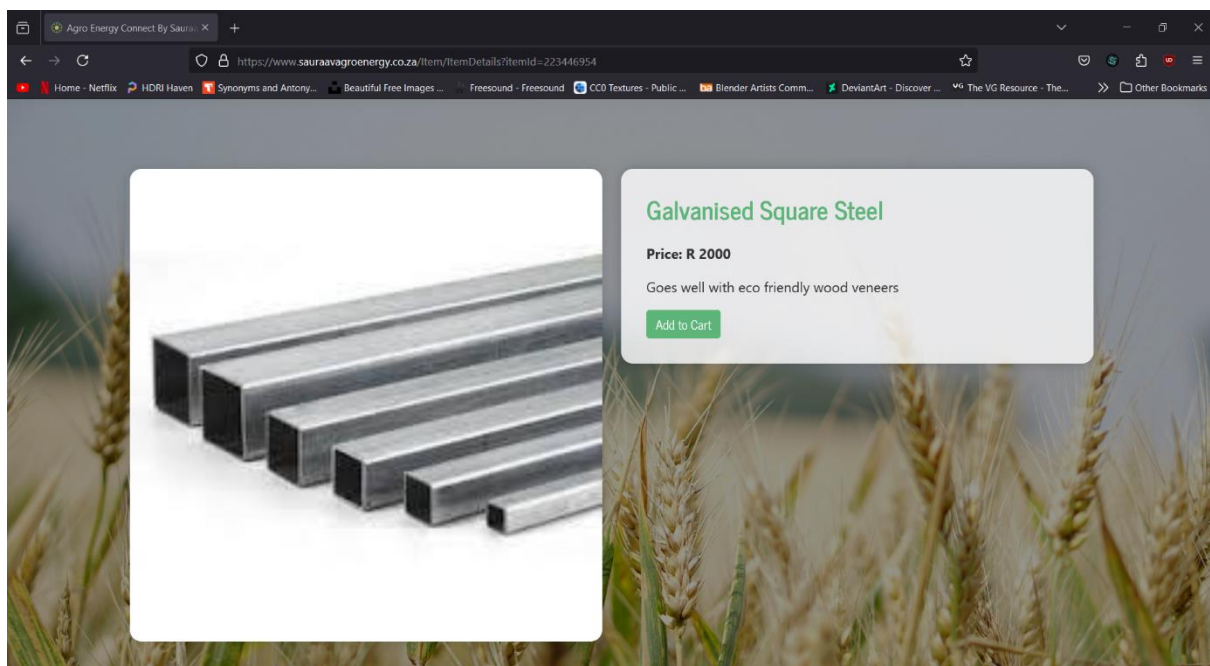 Agro Energy Connect By Saura
https://www.sauraavagroenergy.co.za/Item/ItemDetails?itemId=223446954
Home - Netflix HDRI Haven Synonyms and Antony... Beautiful Free Images ... Freesound - Freesound CC0 Textures - Public ... Blender Artists Comm... DeviantArt - Discover ... VG The VG Resource - The... Other Bookmarks
Galvanised Square Steel
Price: R 2000
Goes well with eco friendly wood veneers
Add to Cart